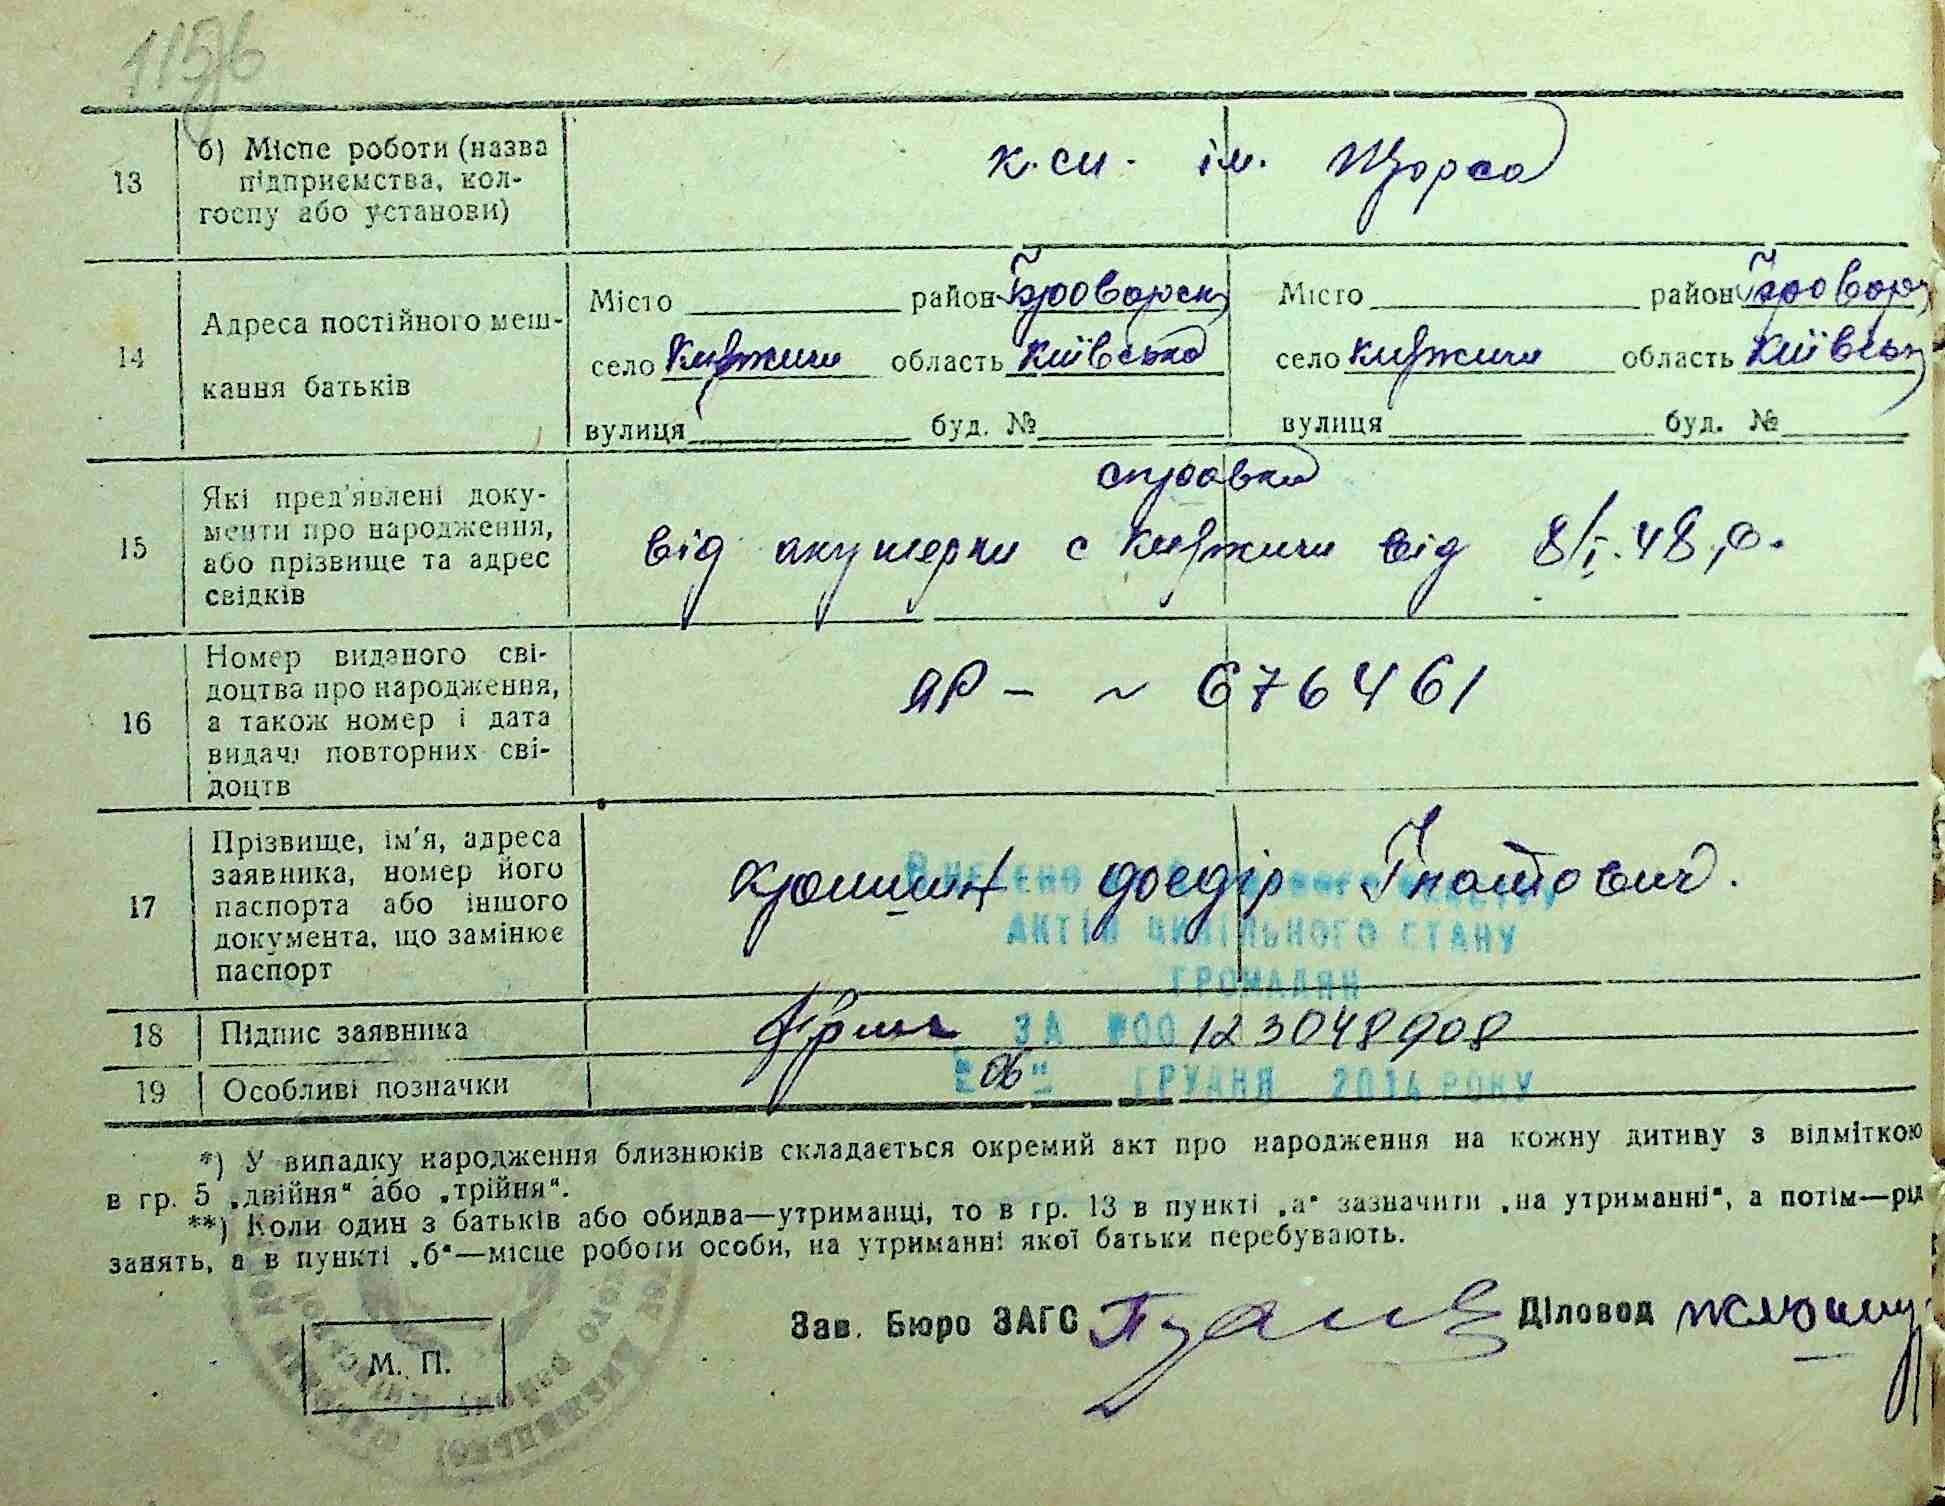 1156
13 б) Місце роботи (назва
підприємства, кол-
госпу або установи)
к.сп. ім. Щорса
14 Адреса постійного меш-
кання батьків
Місто район Броварськ Місто район Бровар
село область Київська село область Київськ
вулиця буд. № вулиця буд. №
15 Які пред'явлені доку-
менти про народження,
або прізвище та адрес
свідків
справка
від акушерки с від 8/I.48 р.
16 Номер виданого сві-
доцтва про народження,
а також номер і дата
видачі повторних сві-
доцтв
ЯР – ~ 676461
17 Прізвище, ім'я, адреса
заявника, номер його
паспорта або іншого
документа, що замінює
паспорт
Федір Гнатович.
ВНЕСЕНО
АКТІВ ЦИВІЛЬНОГО СТАНУ
ГРОМАДЯН
18 Підпис заявника
ЗА №00123048908
19 Особливі позначки
"06" ГРУДНЯ 2014 РОКУ
*) У випадку народження близнюків складається окремий акт про народження на кожну дитину з відміткою
в гр. 5 „двійня“ або „трійня“.
**) Коли один з батьків або обидва—утриманці, то в гр. 13 в пункті „а“ зазначити „на утриманні“, а потім—рід
занять, а в пункті „б“—місце роботи особи, на утриманні якої батьки перебувають.
Зав. Бюро ЗАГС Діловод
М. П.